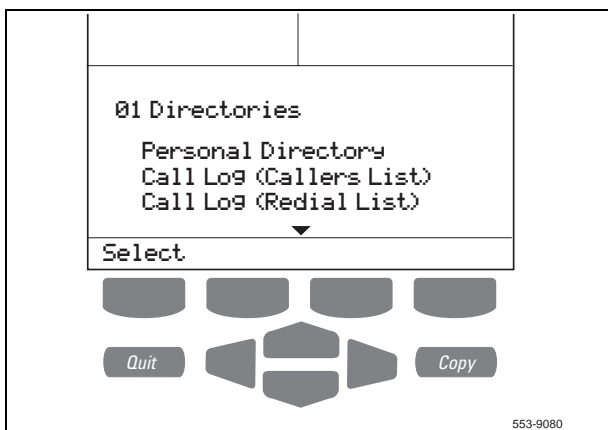 01 Directories
Personal Directory
Call Log (Callers List)
Call Log (Redial List)
Select
Quit
Copy
553-9080